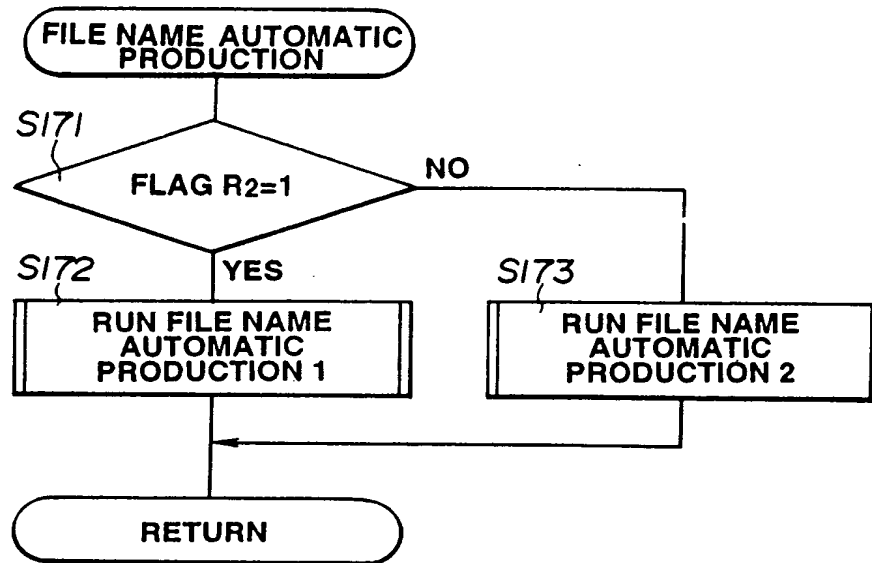 FILE NAME AUTOMATIC
PRODUCTION
S171
FLAG R2=1
NO
YES
S172
RUN FILE NAME
AUTOMATIC
PRODUCTION 1
S173
RUN FILE NAME
AUTOMATIC
PRODUCTION 2
RETURN